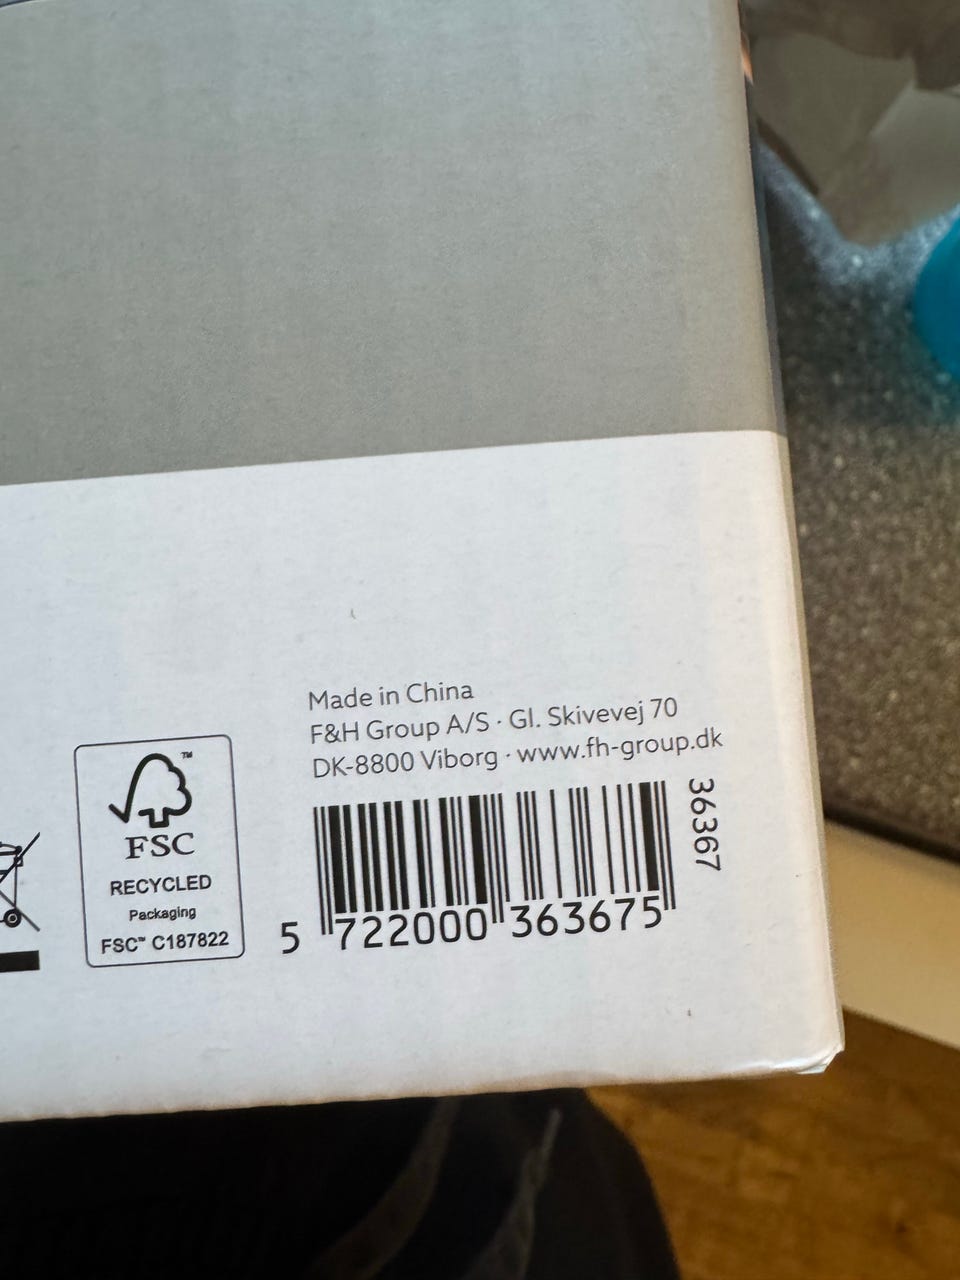 Made in China
F&H Group A/S · Gl. Skivevej 70
DK-8800 Viborg · www.fh-group.dk
36367
™
FSC
RECYCLED
Packaging
FSC™ C187822
5 722000 363675